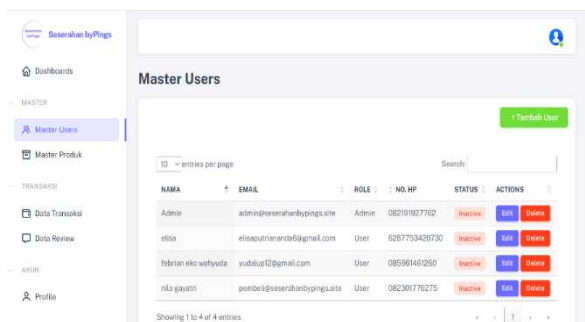 Seserahan byPings
Dashboards
MASTER
Master Users
Master Produk
TRANSAKSI
Data Transaksi
Data Review
AKUN
Profile
Master Users
+ Tambah User
10 entries per page
Search:
NAMA EMAIL ROLE NO. HP STATUS ACTIONS
Admin admin@seserahanbypings.site Admin 082191927762 Inactive Edit Delete
elisa elisaputriananda6@gmail.com User 6287753420730 Inactive Edit Delete
febrian eko wahyuda yudalup12@gmail.com User 085961461260 Inactive Edit Delete
nila gayatri pembeli@seserahanbypings.site User 082301776275 Inactive Edit Delete
Showing 1 to 4 of 4 entries
« ‹ 1 › »